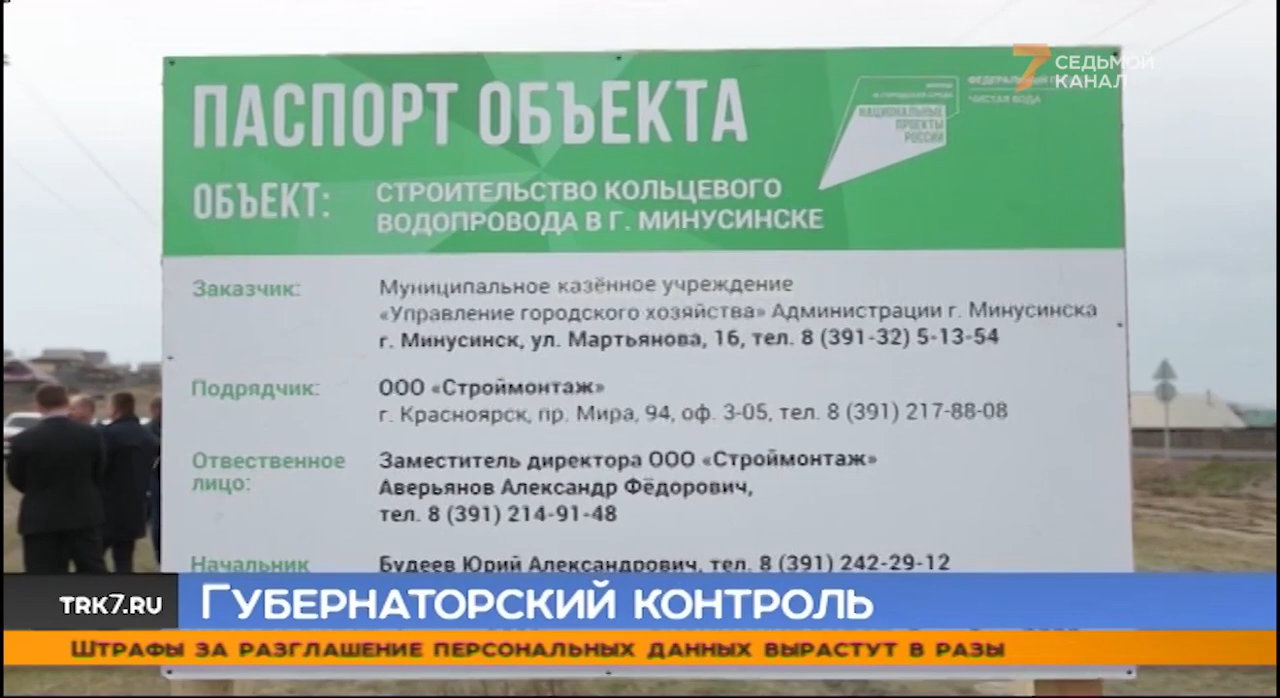 СЕДЬМОЙ
КАНАЛ
ПАСПОРТ ОБЪЕКТА
НАЦИОНАЛЬНЫЕ
ПРОЕКТЫ
РОССИИ
ЧИСТАЯ ВОДА
ОБЪЕКТ: СТРОИТЕЛЬСТВО КОЛЬЦЕВОГО
ВОДОПРОВОДА В Г. МИНУСИНСКЕ
Заказчик: Муниципальное казённое учреждение
«Управление городского хозяйства» Администрации г. Минусинска
г. Минусинск, ул. Мартьянова, 16, тел. 8 (391-32) 5-13-54
Подрядчик: ООО «Строймонтаж»
г. Красноярск, пр. Мира, 94, оф. 3-05, тел. 8 (391) 217-88-08
Отвественное Заместитель директора ООО «Строймонтаж»
лицо: Аверьянов Александр Фёдорович,
тел. 8 (391) 214-91-48
Начальник Будеев Юрий Александрович, тел. 8 (391) 242-29-12
TRK7.RU ГУБЕРНАТОРСКИЙ КОНТРОЛЬ
ШТРАФЫ ЗА РАЗГЛАШЕНИЕ ПЕРСОНАЛЬНЫХ ДАННЫХ ВЫРАСТУТ В РАЗЫ